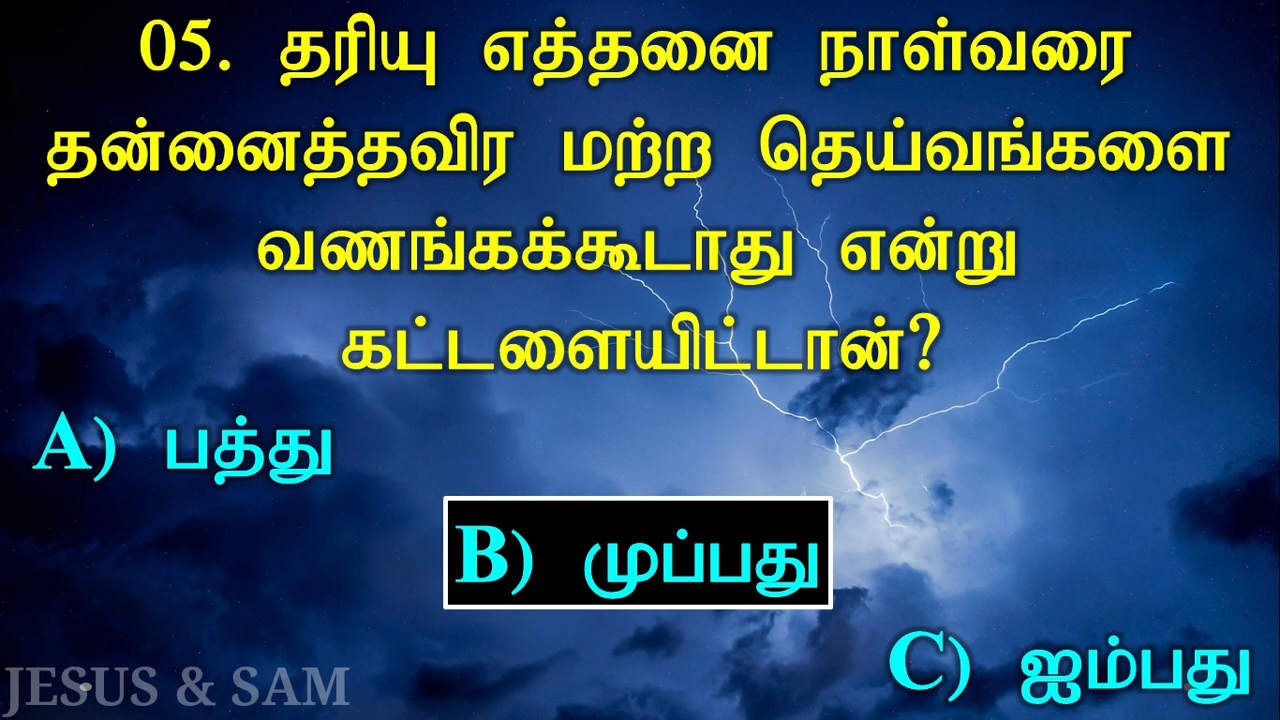 05. தரியு எத்தனை நாள்வரை
தன்னைத்தவிர மற்ற தெய்வங்களை
வணங்கக்கூடாது என்று
கட்டளையிட்டான்?
A) பத்து
B) முப்பது
C) ஐம்பது
JESUS & SAM